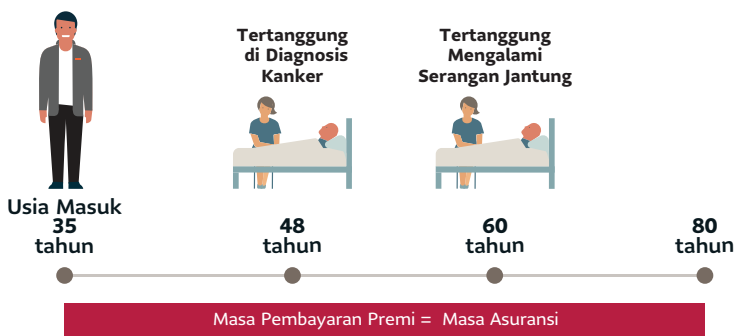 Tertanggung
di Diagnosis
Kanker
Tertanggung
Mengalami
Serangan Jantung
Usia Masuk
35
tahun
48
tahun
60
tahun
80
tahun
Masa Pembayaran Premi = Masa Asuransi